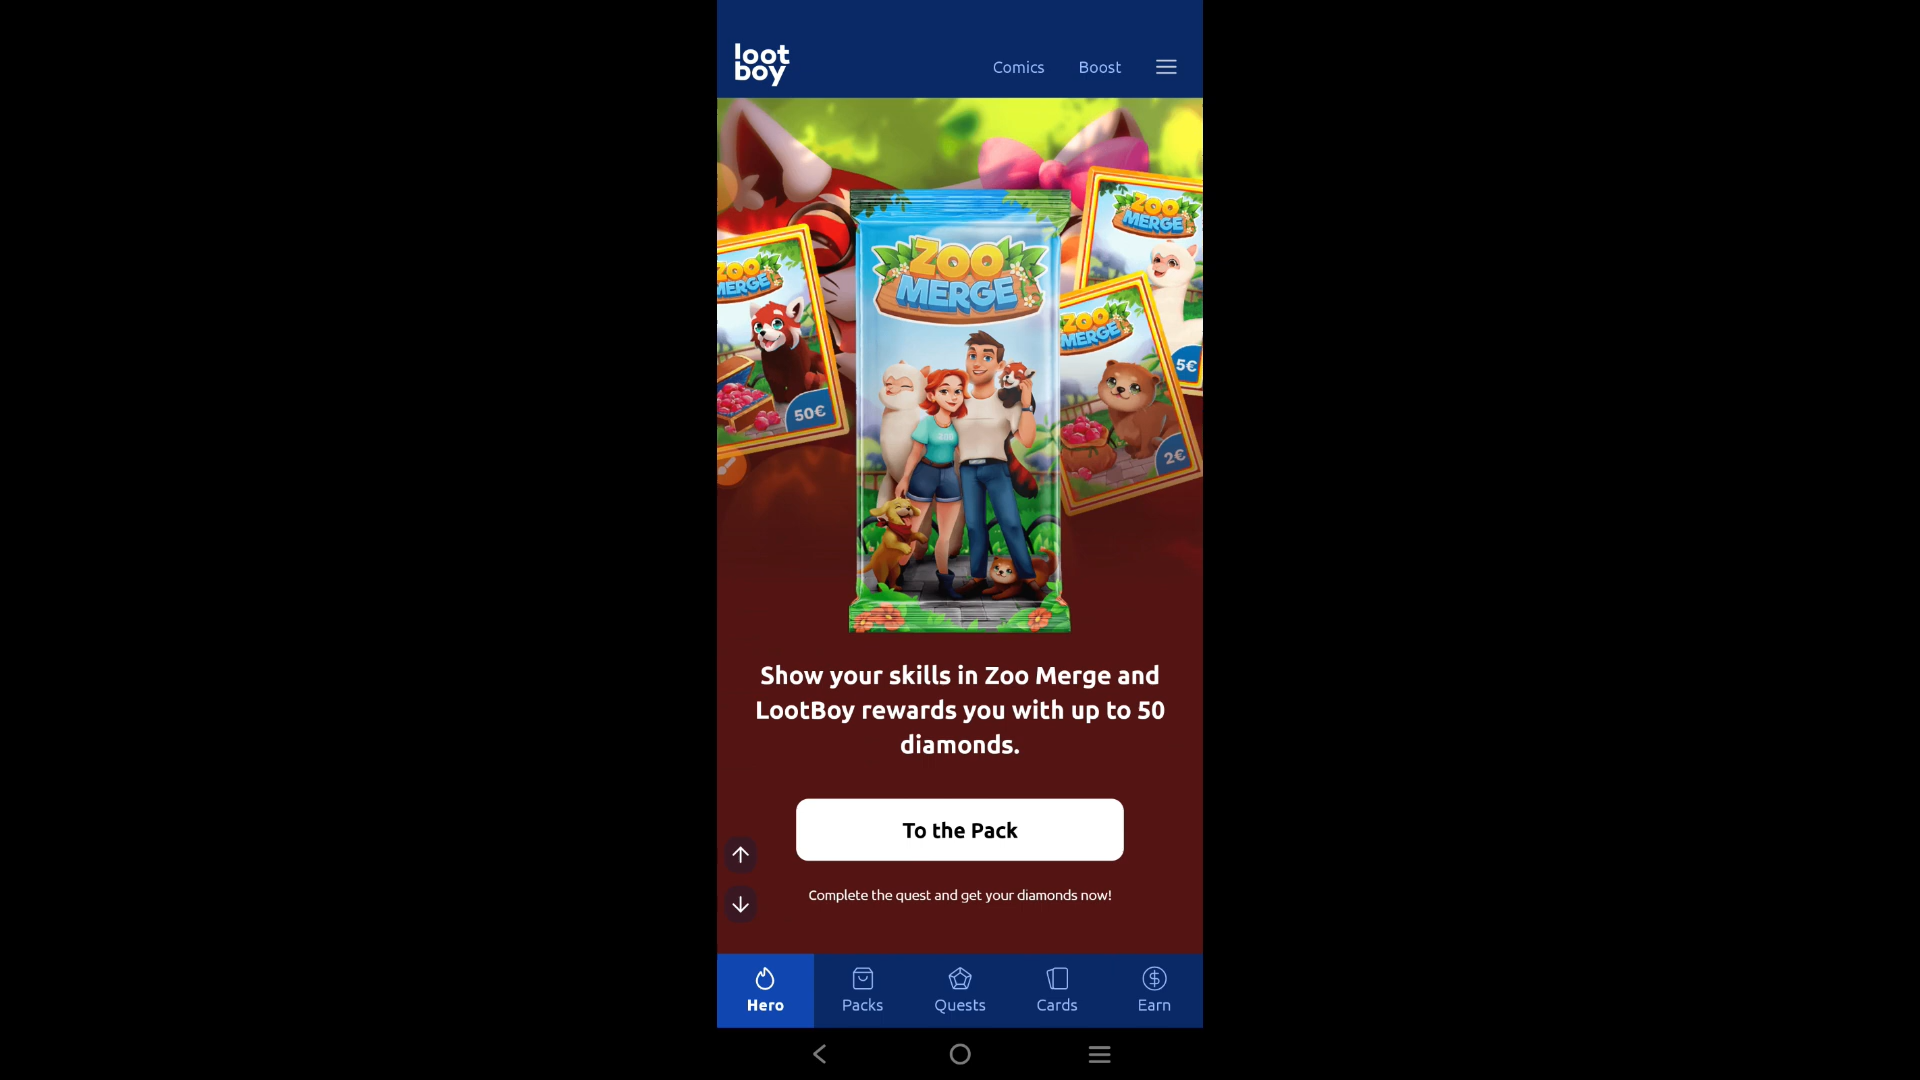 loot
boy
Comics
Boost
ZOO
MERGE
50€
ZOO
MERGE
ZOO
MERGE
5€
ZOO
MERGE
2€
ZOO
Show your skills in Zoo Merge and
LootBoy rewards you with up to 50
diamonds.
To the Pack
Complete the quest and get your diamonds now!
Hero
Packs
Quests
Cards
Earn